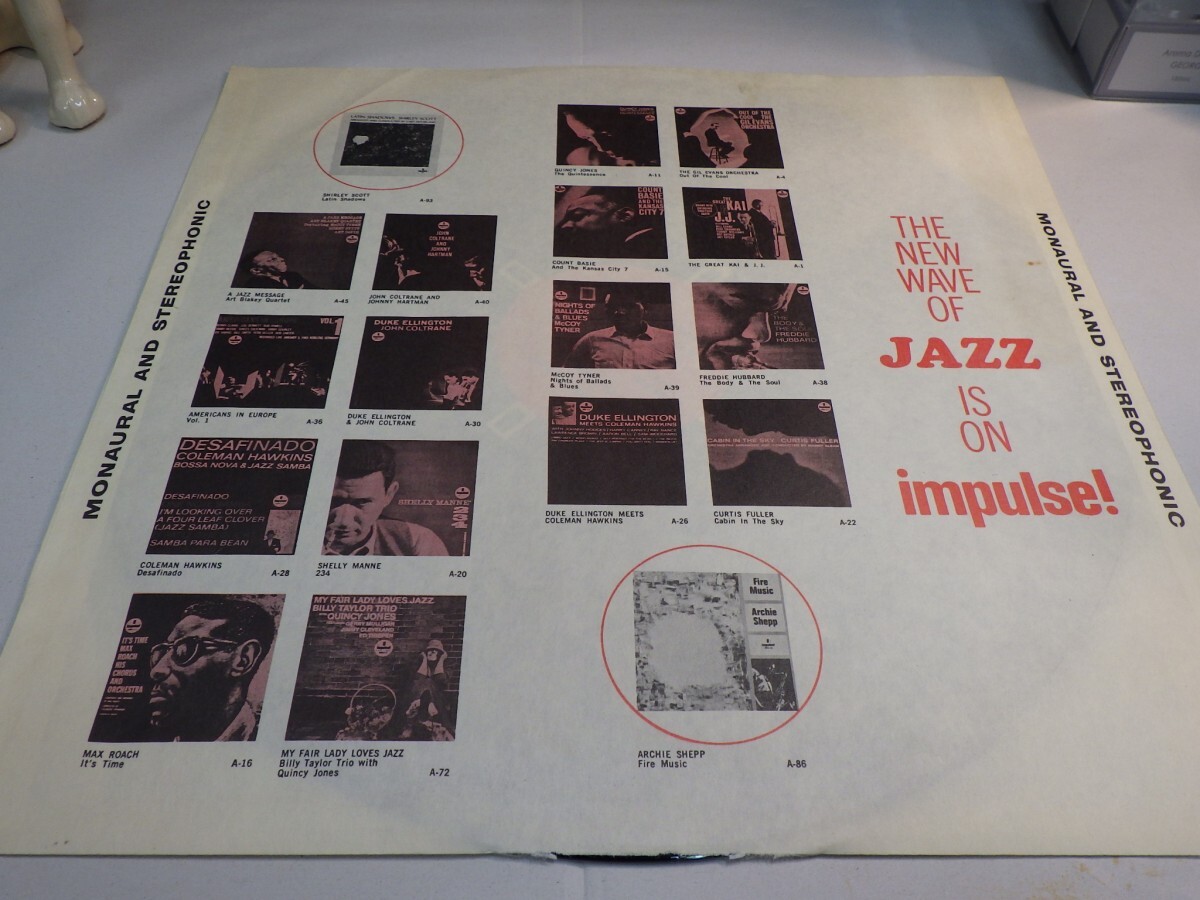 MONAURAL AND STEREOPHONIC
SHIRLEY SCOTT
Latin Shadows
A-93
A JAZZ MESSAGE
Art Blakey Quartet
A-45
JOHN COLTRANE AND JOHNNY HARTMAN
JOHN COLTRANE AND
JOHNNY HARTMAN
A-40
VOL. 1
AMERICANS IN EUROPE
Vol. 1
A-36
DUKE ELLINGTON
JOHN COLTRANE
DUKE ELLINGTON
& JOHN COLTRANE
A-30
DESAFINADO
COLEMAN HAWKINS
BOSSA NOVA & JAZZ SAMBA
DESAFINADO
I'M LOOKING OVER
A FOUR LEAF CLOVER
(JAZZ SAMBA)
SAMBA PARA BEAN
COLEMAN HAWKINS
Desafinado
A-28
SHELLY MANNE
234
SHELLY MANNE
234
A-20
IT'S TIME
MAX
ROACH
HIS
CHORUS
AND
ORCHESTRA
MAX ROACH
It's Time
A-16
MY FAIR LADY LOVES JAZZ
BILLY TAYLOR TRIO
QUINCY JONES
MY FAIR LADY LOVES JAZZ
Billy Taylor Trio with
Quincy Jones
A-72
QUINCY JONES
The Quintessence
A-11
OUT OF THE
COOL THE
GIL EVANS
ORCHESTRA
THE GIL EVANS ORCHESTRA
Out Of The Cool
A-4
COUNT
BASIE
AND THE
KANSAS
CITY 7
COUNT BASIE
And The Kansas City 7
A-15
KAI
J.J.
THE GREAT KAI & J. J.
A-1
NIGHTS OF
BALLADS
& BLUES
McCOY
TYNER
McCOY TYNER
Nights of Ballads
& Blues
A-39
THE
BODY &
THE SOUL
FREDDIE
HUBBARD
FREDDIE HUBBARD
The Body & The Soul
A-38
DUKE ELLINGTON
MEETS COLEMAN HAWKINS
DUKE ELLINGTON MEETS
COLEMAN HAWKINS
A-26
CABIN IN THE SKY CURTIS FULLER
CURTIS FULLER
Cabin In The Sky
A-22
Fire
Music
Archie
Shepp
ARCHIE SHEPP
Fire Music
A-86
THE
NEW
WAVE
OF
JAZZ
IS
ON
impulse!
MONAURAL AND STEREOPHONIC